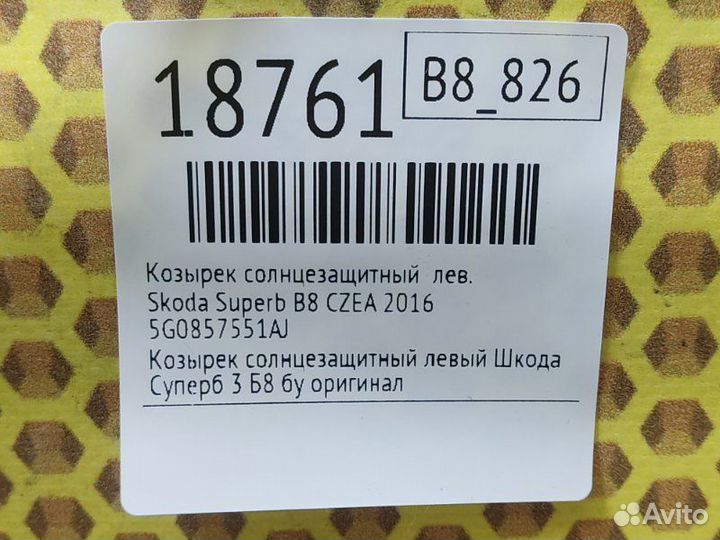 18761
B8_826
Козырек солнцезащитный лев.
Skoda Superb B8 CZEA 2016
5G0857551AJ
Козырек солнцезащитный левый Шкода
Суперб 3 Б8 бу оригинал
Avito